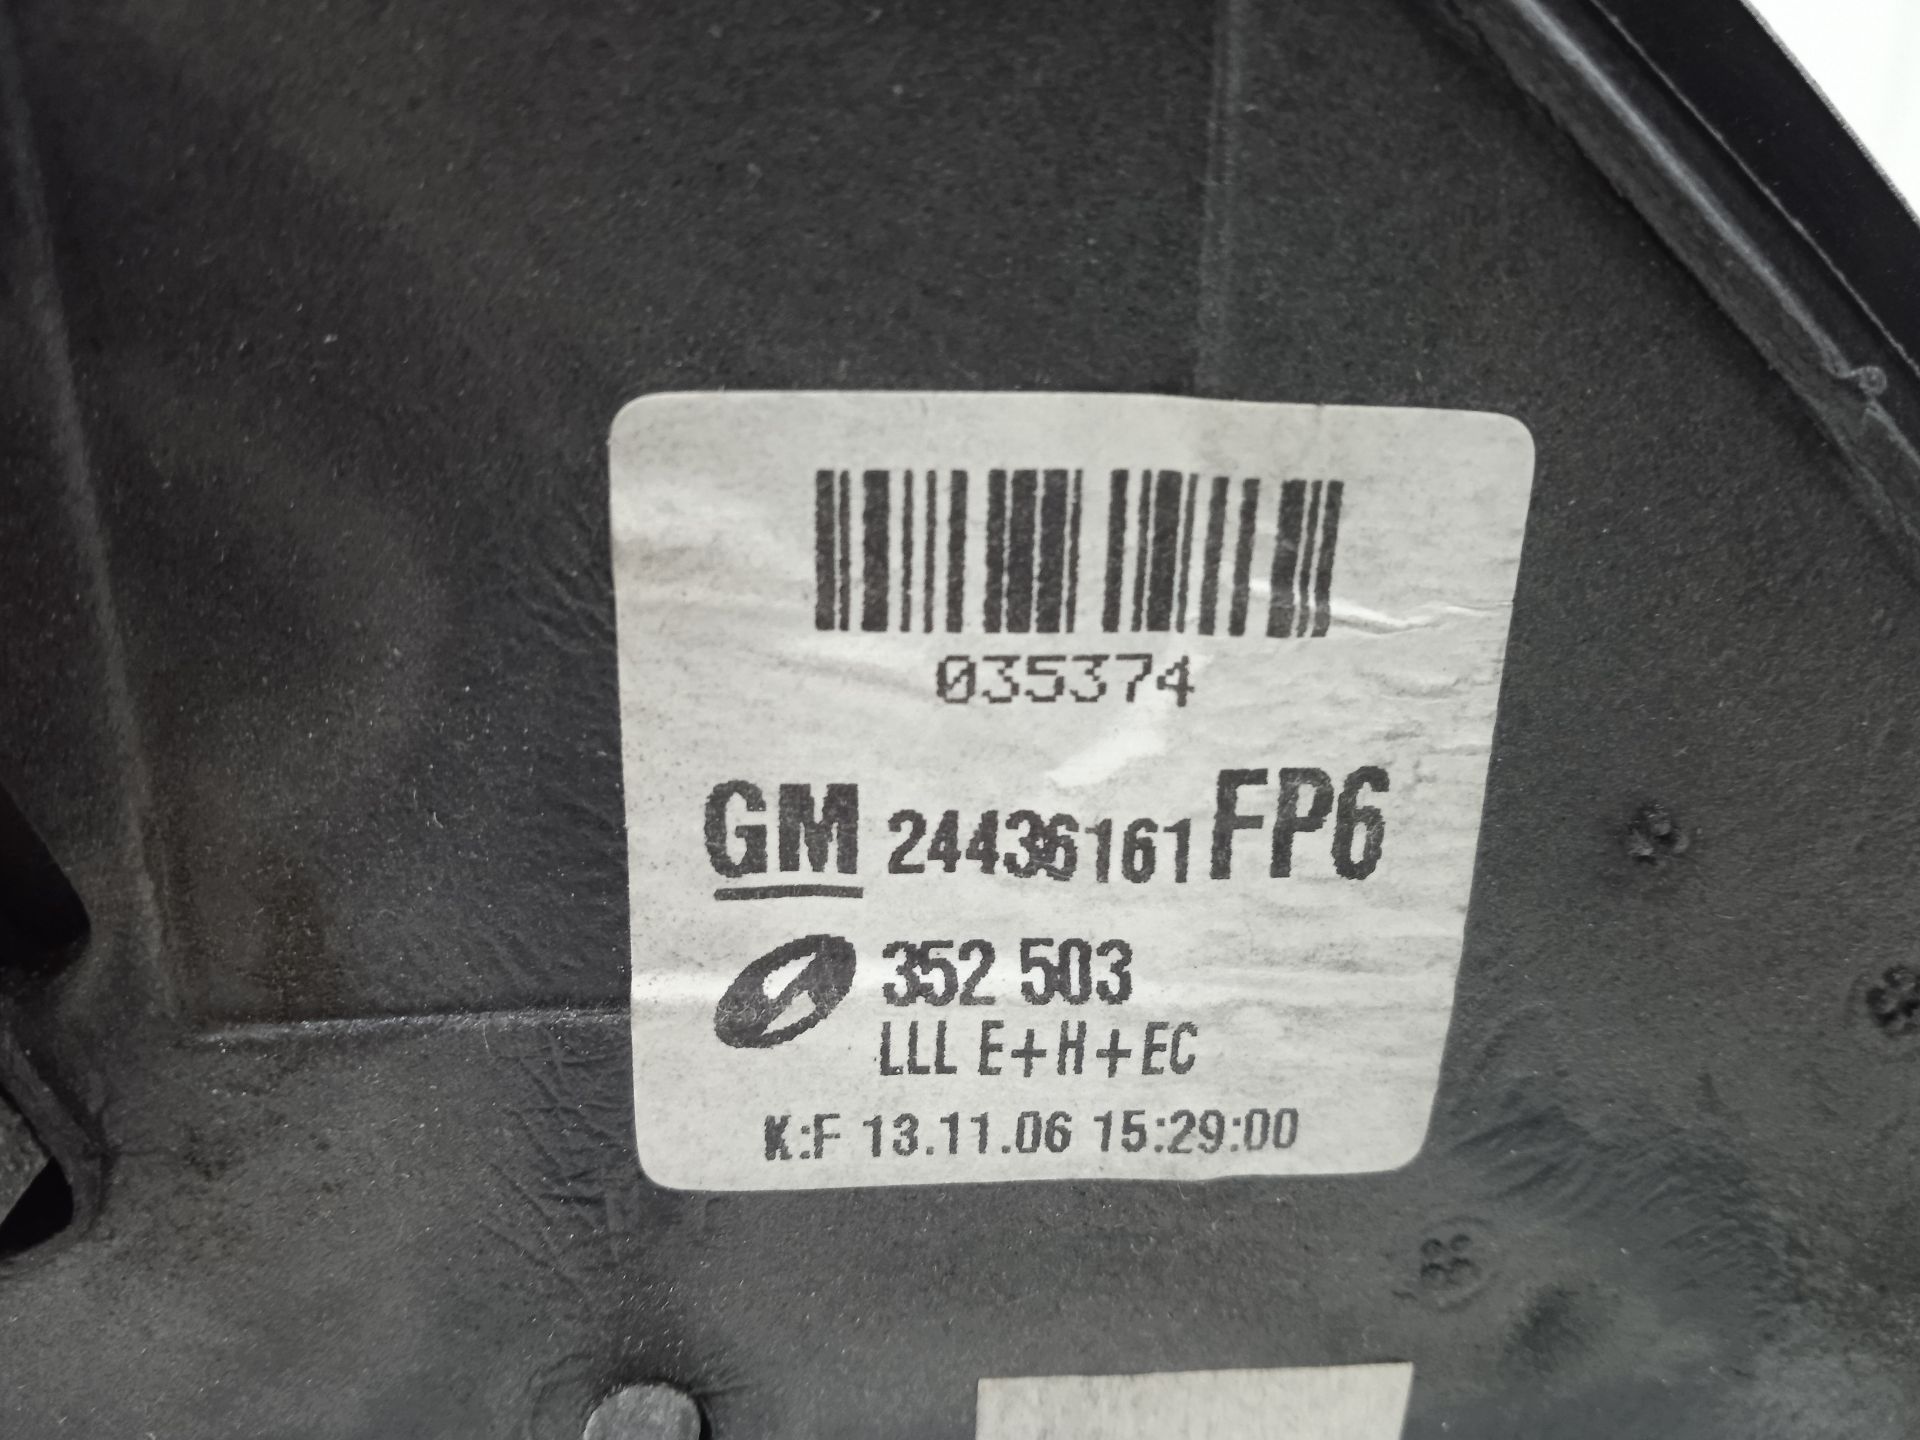 035374
GM 24436161 FP6
352 503
LLL E+H+EC
K:F 13.11.06 15:29:00